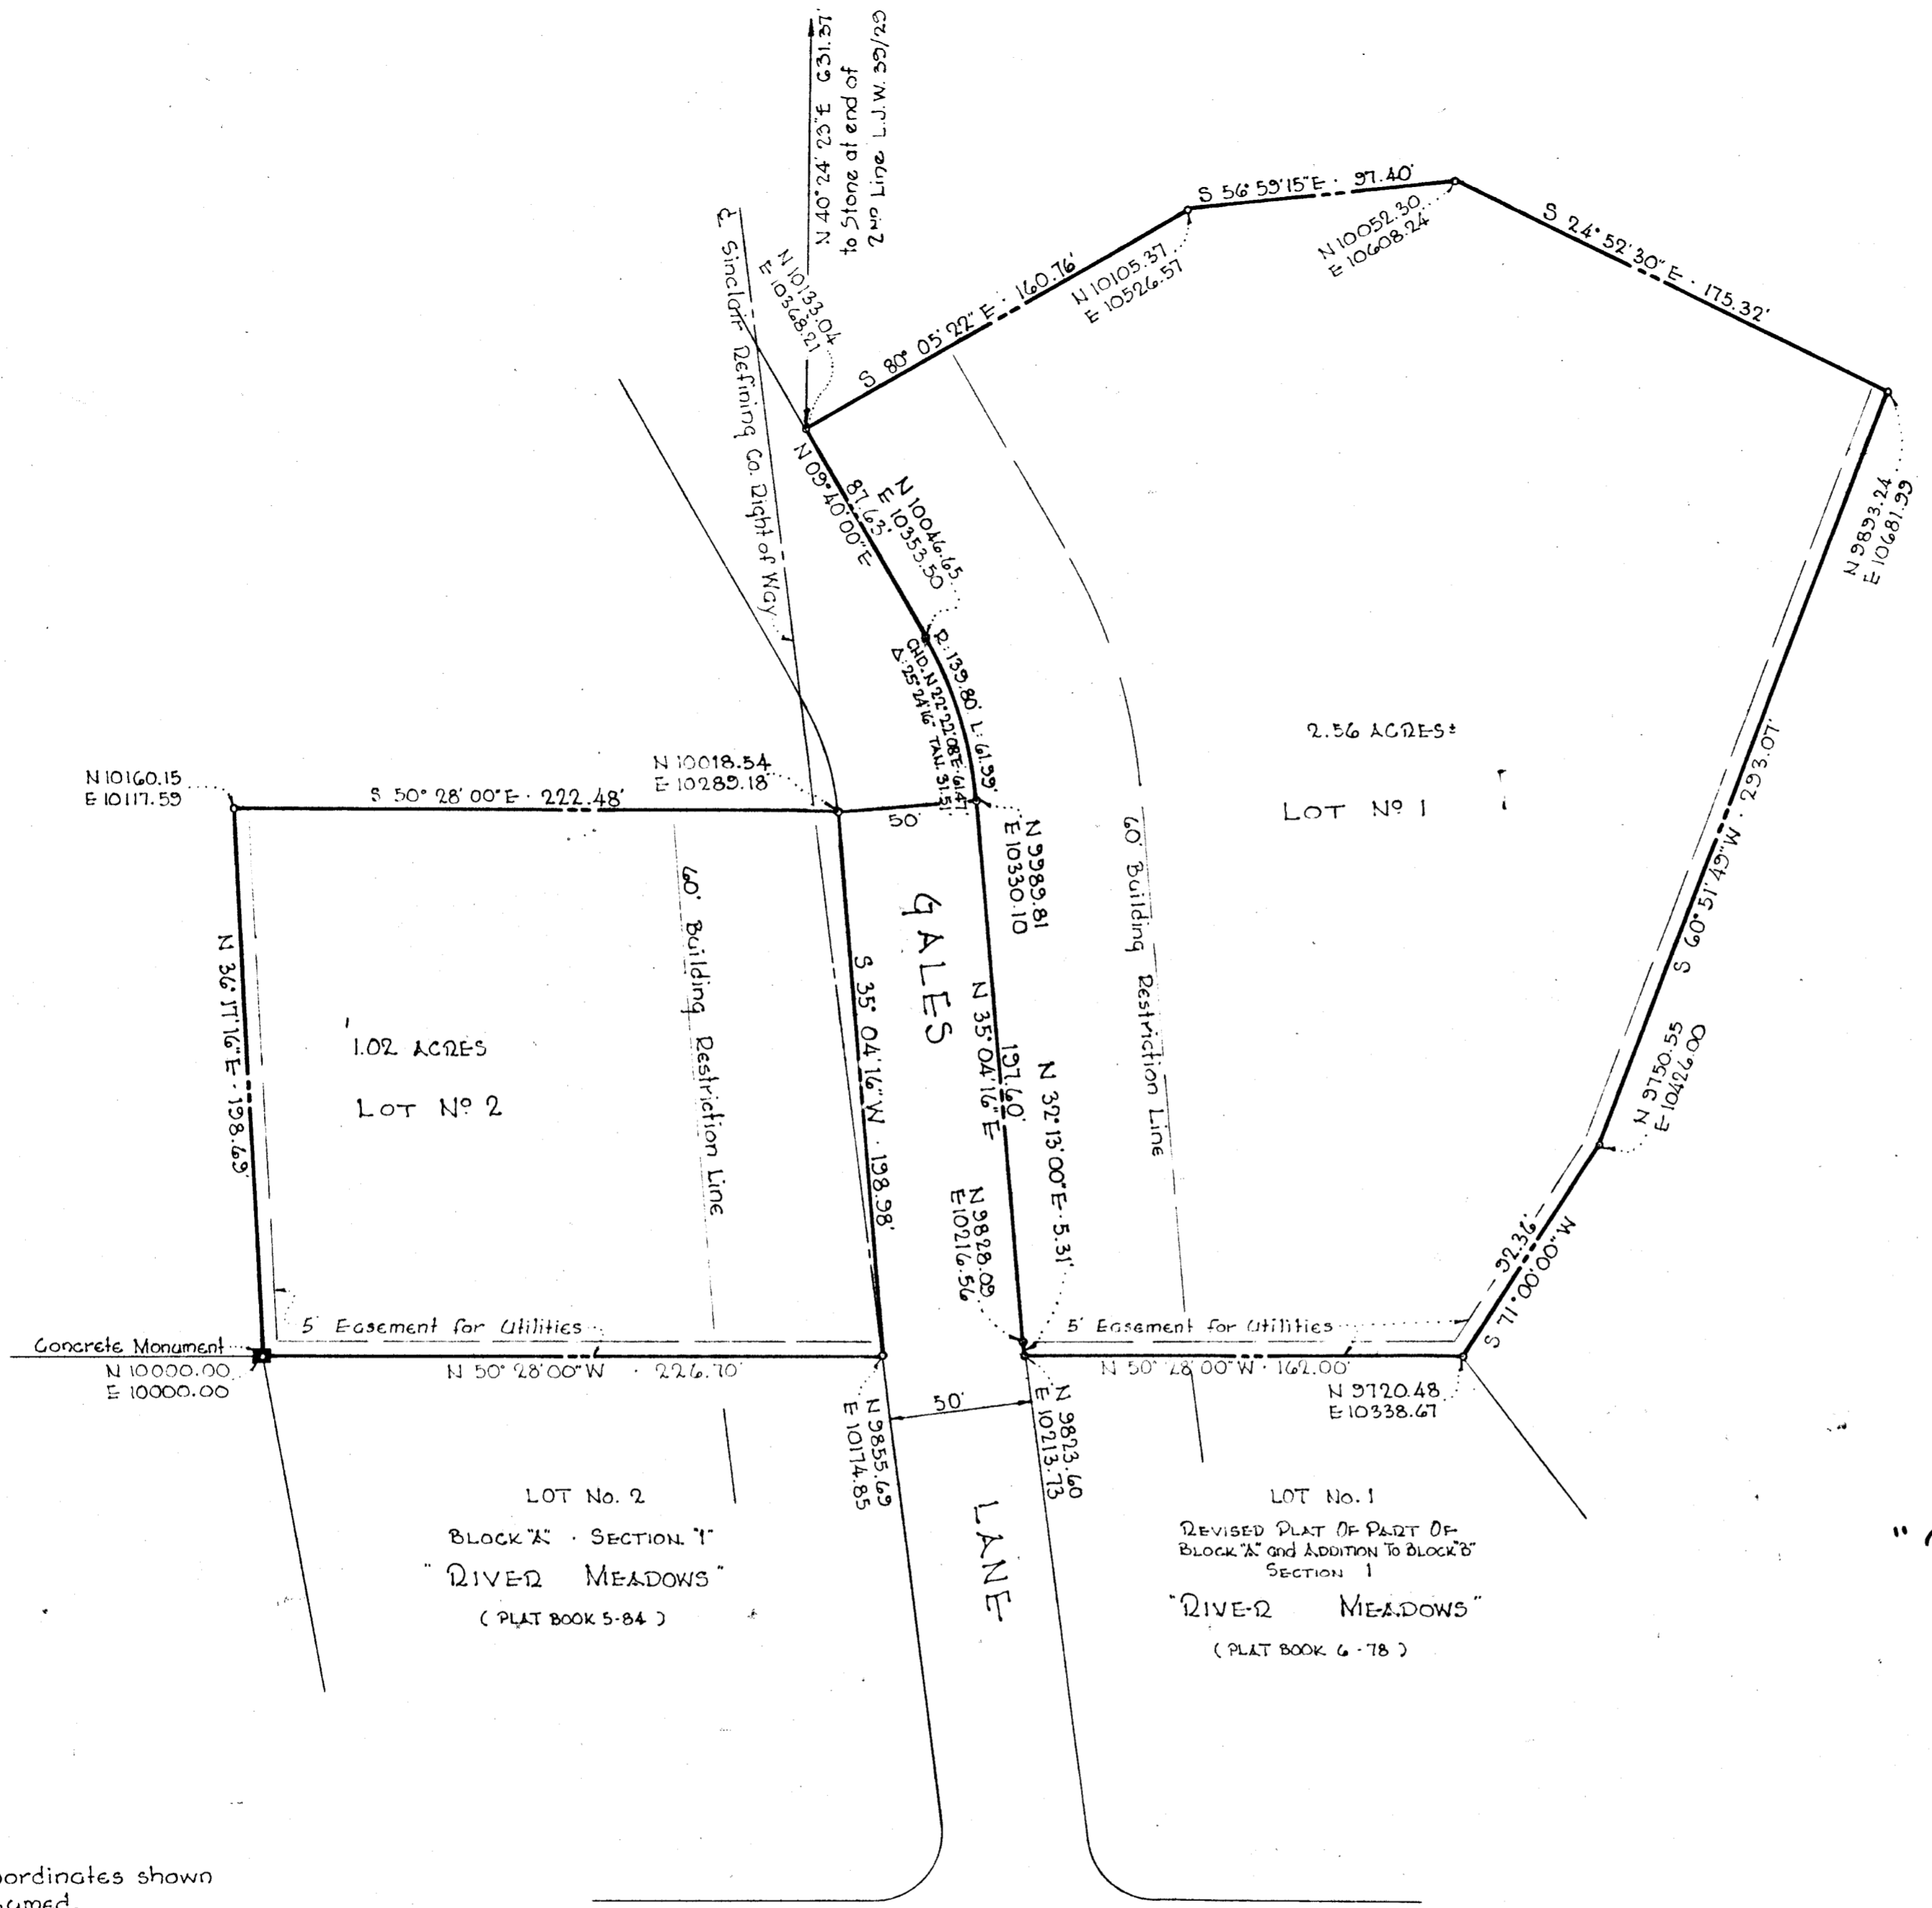 N 40° 24' 23" E 631.37'
to Stone at end of
2nd Line L.J.W. 39/29
℄ Sinclair Refining Co. Right of Way
N 10133.04
E 10368.21
S 80° 05' 22" E · 160.76'
N 10105.37
E 10526.57
S 56° 59' 15" E · 97.40'
N 10052.30
E 10608.24
S 24° 52' 30" E · 175.32'
N 9893.24
E 10681.99
N 09° 40' 00" E
87.63'
N 10046.65
E 10353.50
R: 139.80' L: 61.99'
CHD. N 22° 22' 08" E · 61.47'
Δ: 25° 24' 16" TAN. 31.51'
2.56 ACRES±
LOT Nº 1
S 60° 51' 49" W · 293.07'
N 10160.15
E 10117.59
S 50° 28' 00" E · 222.48'
N 10018.54
E 10289.18
50'
N 9989.81
E 10330.10
60' Building Restriction Line
60' Building Restriction Line
GALES
N 36° 17' 16" E · 198.69'
1.02 ACRES
LOT Nº 2
S 35° 04' 16" W · 198.98'
N 35° 04' 16" E
197.60'
N 32° 13' 00" E · 5.31'
N 9828.09
E 10216.56
N 9750.55
E 10426.00
92.36'
S 71° 00' 00" W
5' Easement for Utilities
5' Easement for Utilities
Concrete Monument
N 10000.00
E 10000.00
N 50° 28' 00" W · 226.70'
N 50° 28' 00" W · 162.00'
N 9720.48
E 10338.67
50'
N 9855.69
E 10174.85
N 9823.60
E 10213.73
LANE
LOT No. 2
BLOCK "A" · SECTION "1"
"RIVER MEADOWS"
( PLAT BOOK 5-84 )
LOT No. 1
REVISED PLAT OF PART OF
BLOCK "A" and ADDITION TO BLOCK "B"
SECTION 1
"RIVER MEADOWS"
( PLAT BOOK 6-78 )
oordinates shown
umed.